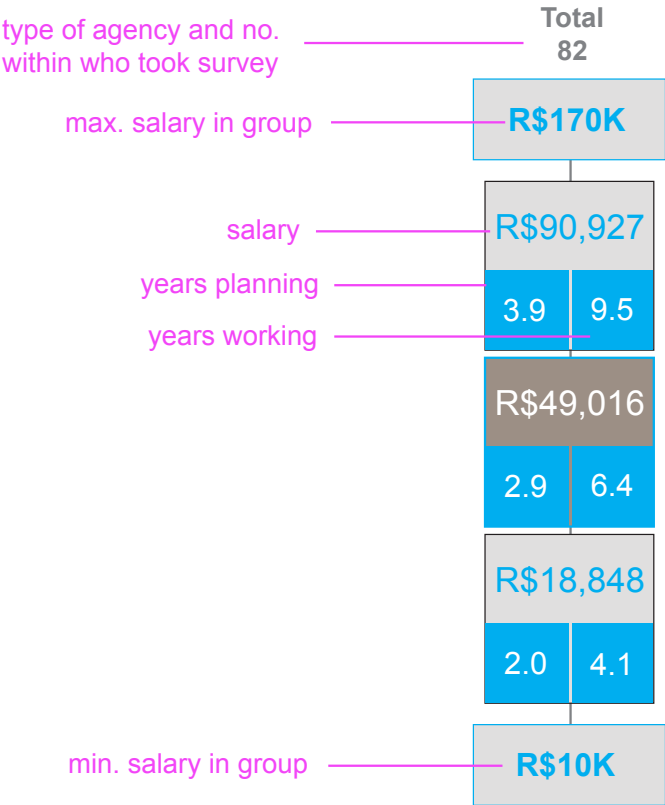 type of agency and no.
within who took survey
Total
82
max. salary in group
R$170K
salary
R$90,927
years planning
3.9
9.5
years working
R$49,016
2.9
6.4
R$18,848
2.0
4.1
min. salary in group
R$10K